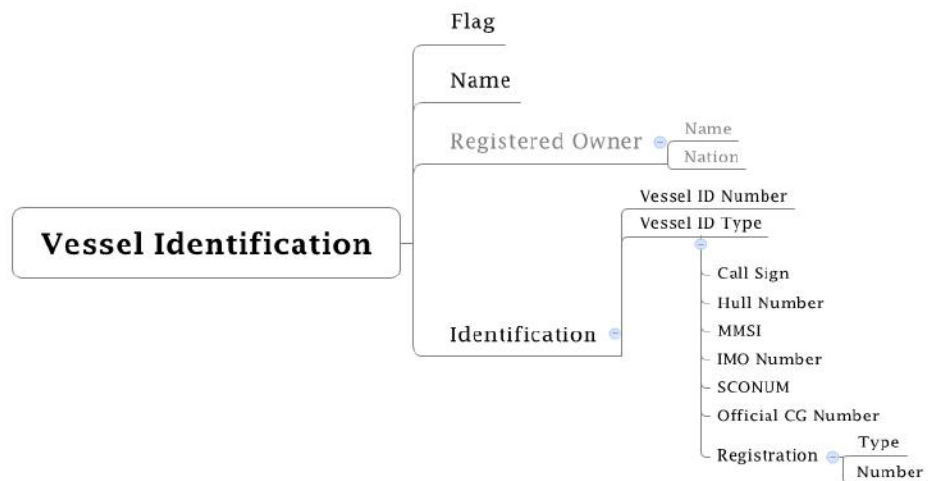 Flag
Name
Registered Owner
Name
Nation
Vessel Identification
Identification
Vessel ID Number
Vessel ID Type
Call Sign
Hull Number
MMSI
IMO Number
SCONUM
Official CG Number
Registration
Type
Number